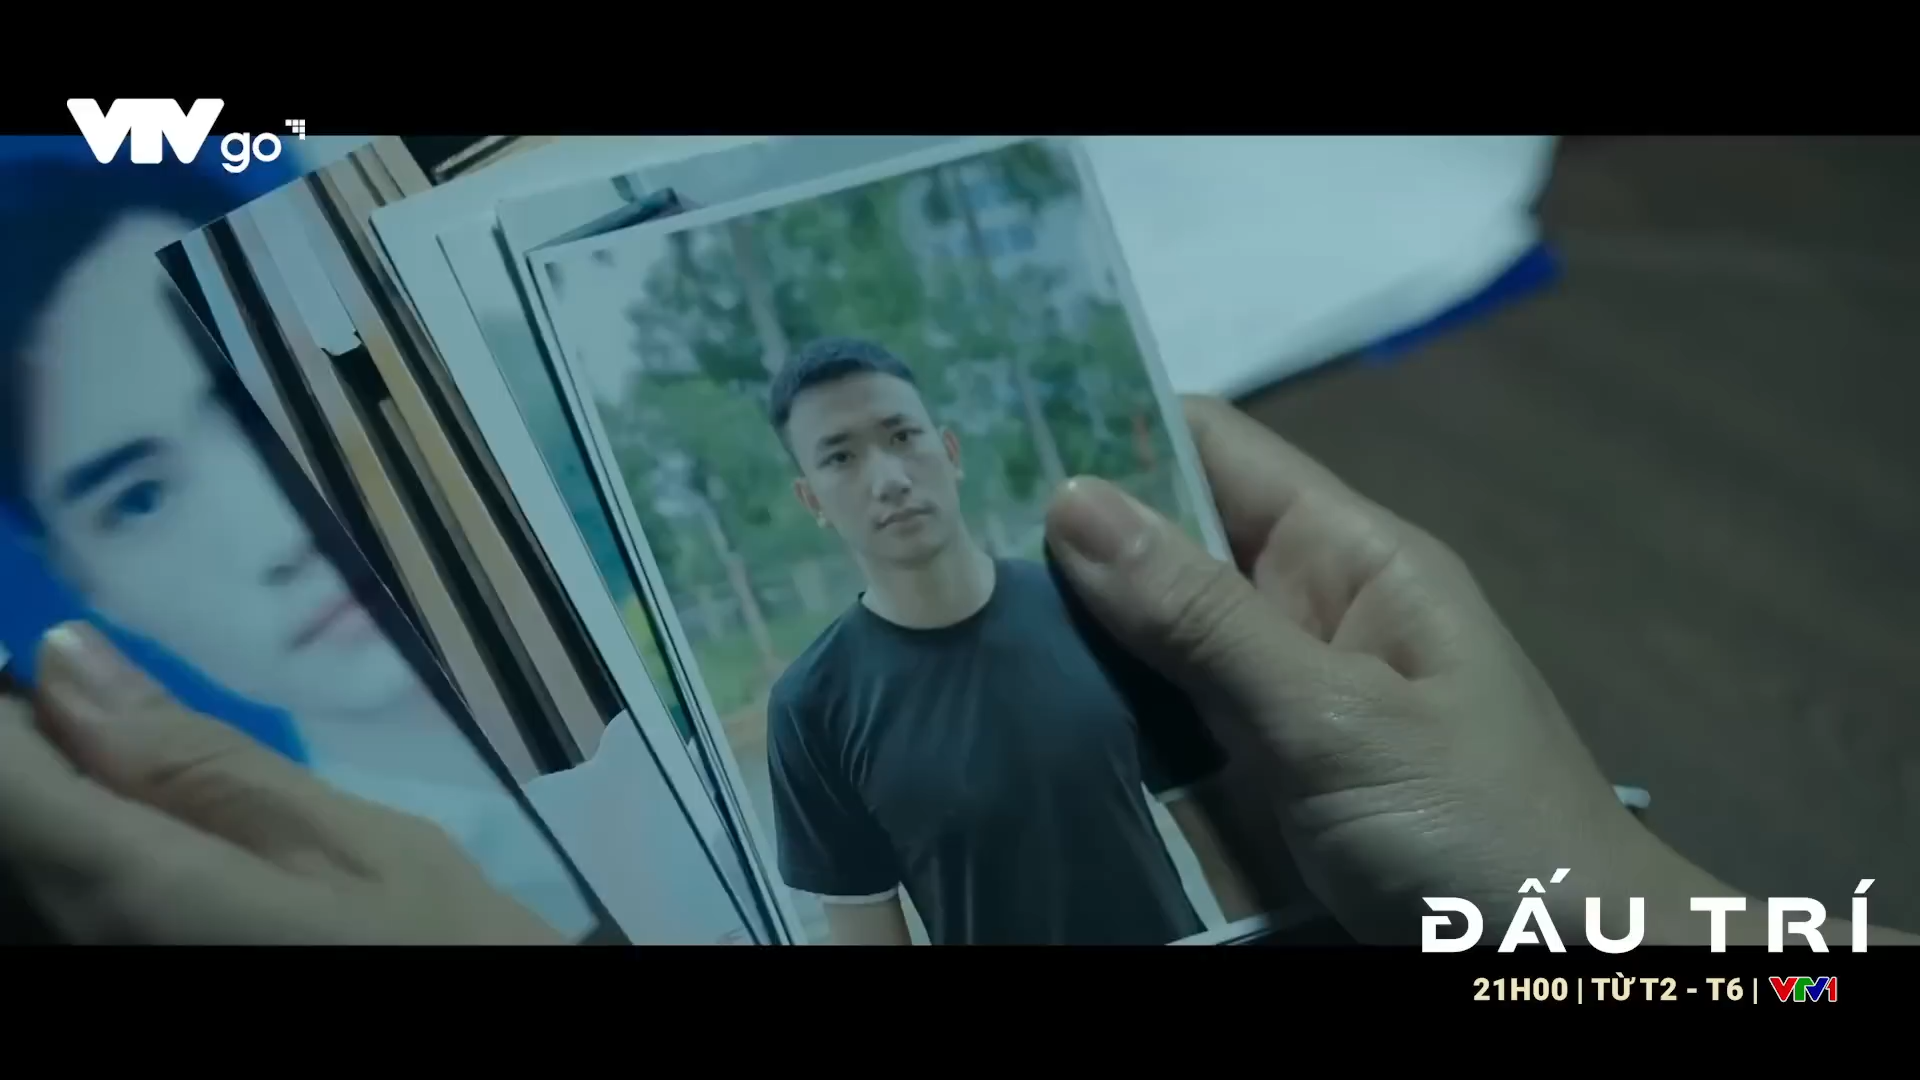 VTVgo
ĐẤU TRÍ
21H00 | TỪ T2 - T6 | VTV1